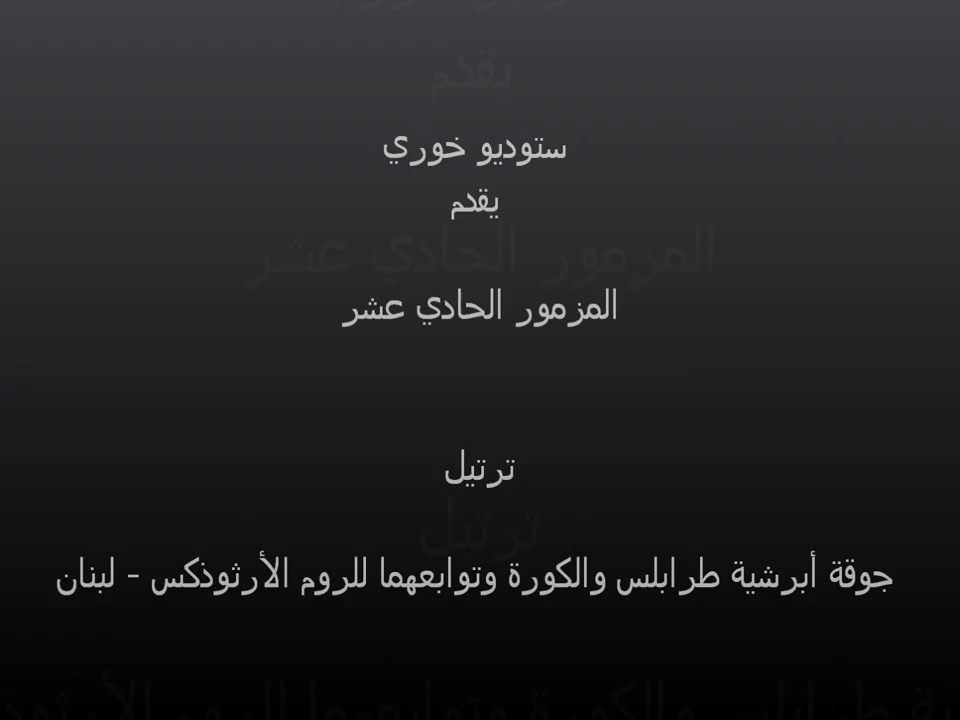 ستوديو خوري
يقدم
المزمور الحادي عشر
ترتيل
جوقة أبرشية طرابلس والكورة وتوابعهما للروم الأرثوذكس - لبنان